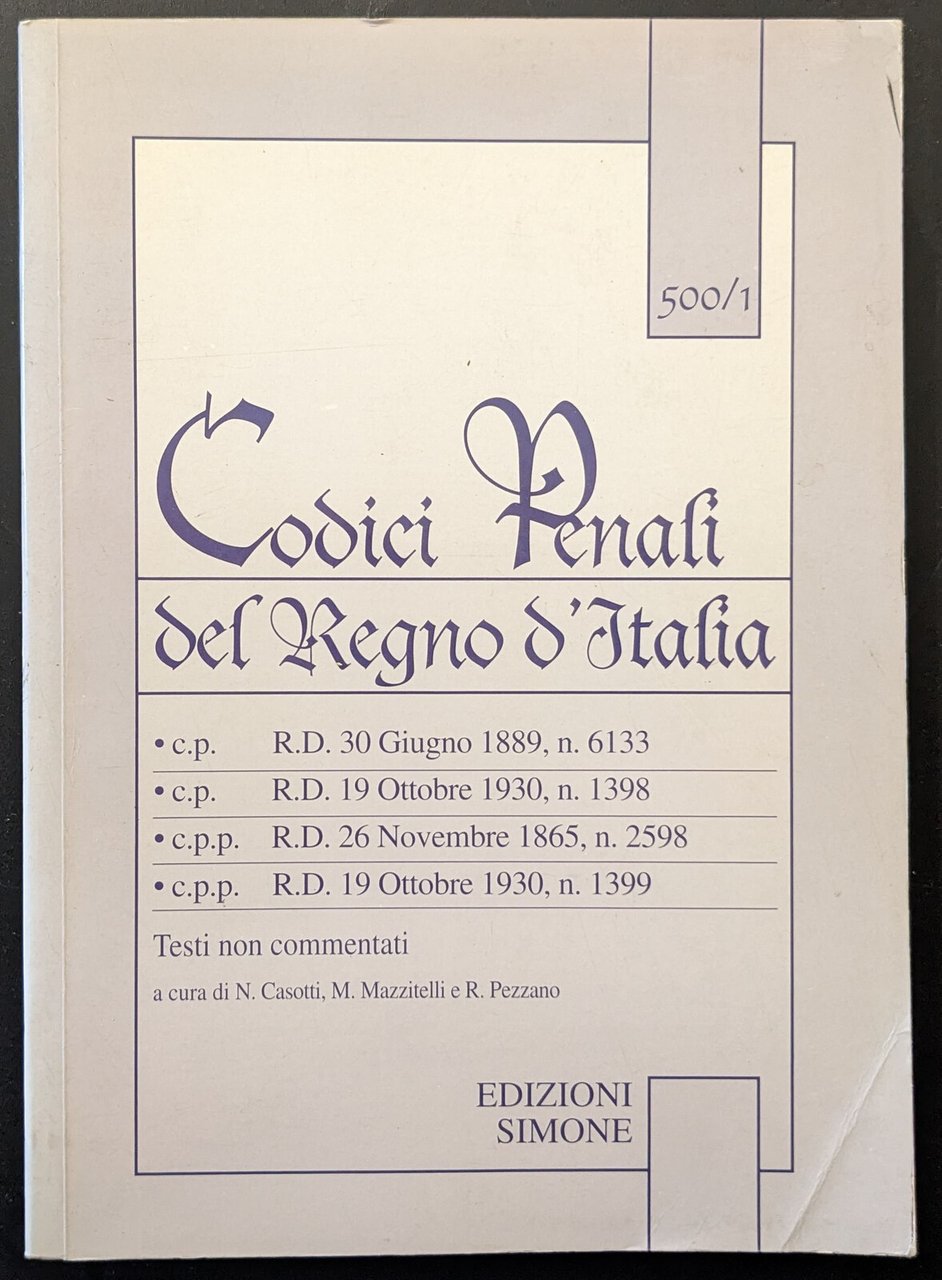 500/1
Codici Penali
del Regno d'Italia
• c.p. R.D. 30 Giugno 1889, n. 6133
• c.p. R.D. 19 Ottobre 1930, n. 1398
• c.p.p. R.D. 26 Novembre 1865, n. 2598
• c.p.p. R.D. 19 Ottobre 1930, n. 1399
Testi non commentati
a cura di N. Casotti, M. Mazzitelli e R. Pezzano
EDIZIONI
SIMONE